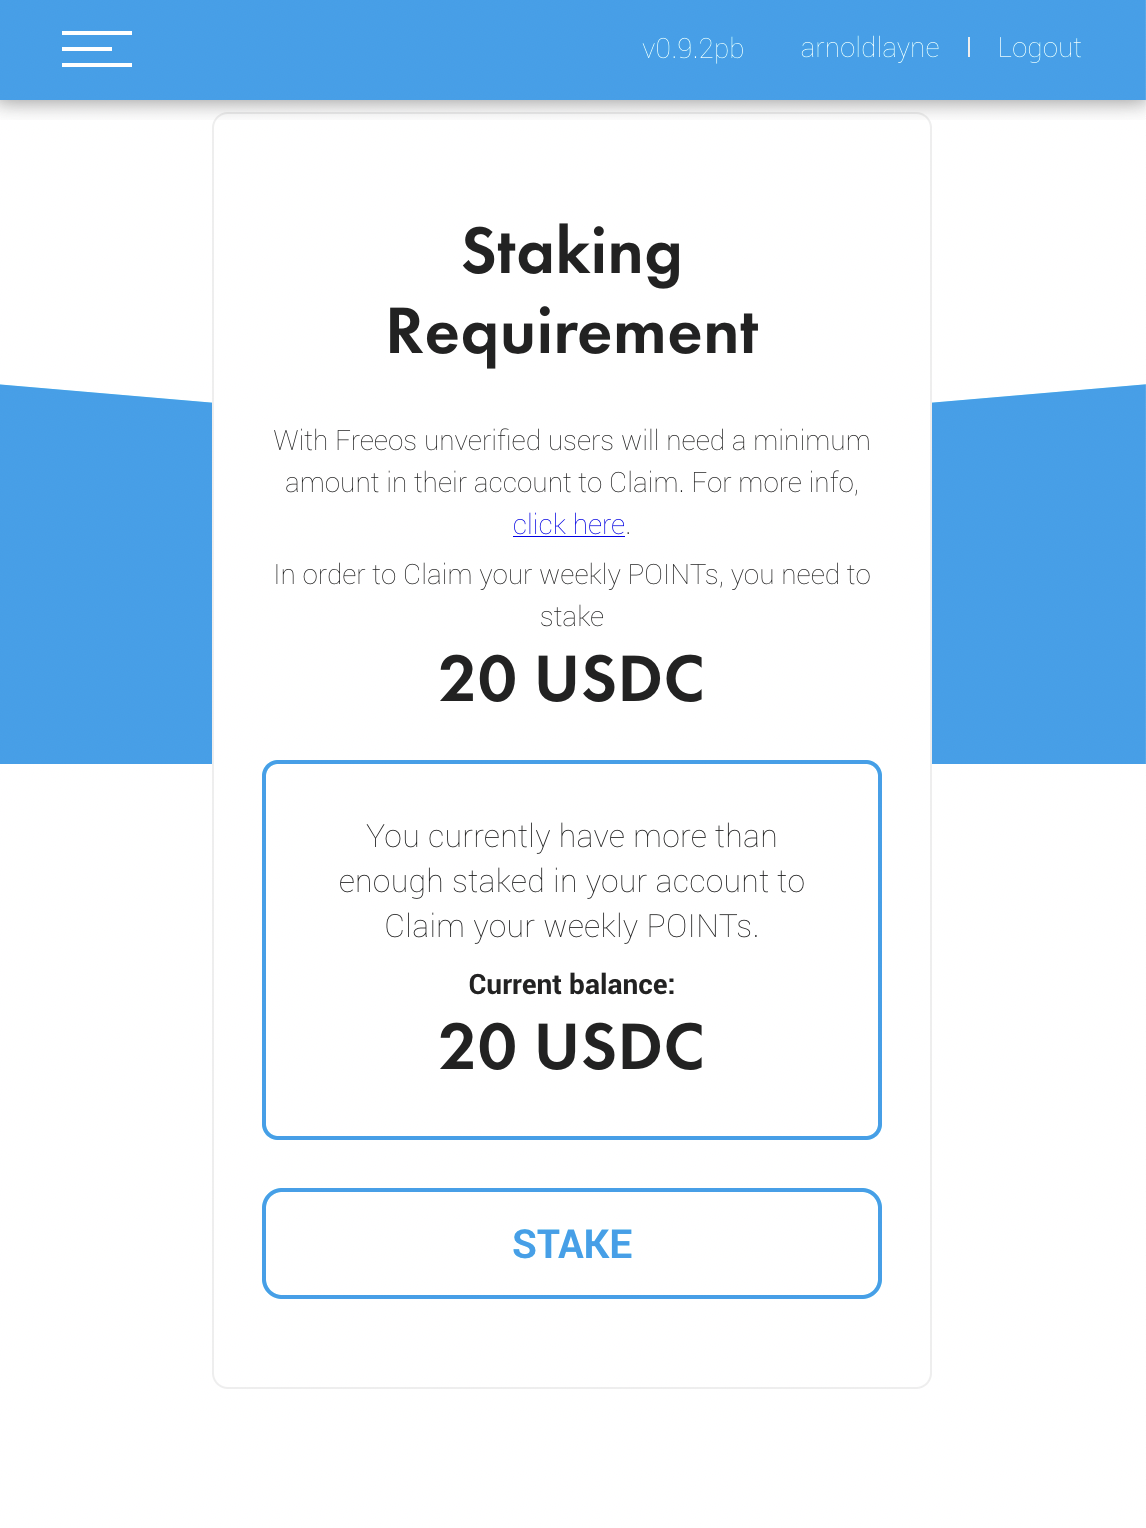 v0.9.2pb arnoldlayne | Logout
Staking
Requirement
With Freeos unverified users will need a minimum
amount in their account to Claim. For more info,
click here.
In order to Claim your weekly POINTs, you need to
stake
20 USDC
You currently have more than
enough staked in your account to
Claim your weekly POINTs.
Current balance:
20 USDC
STAKE